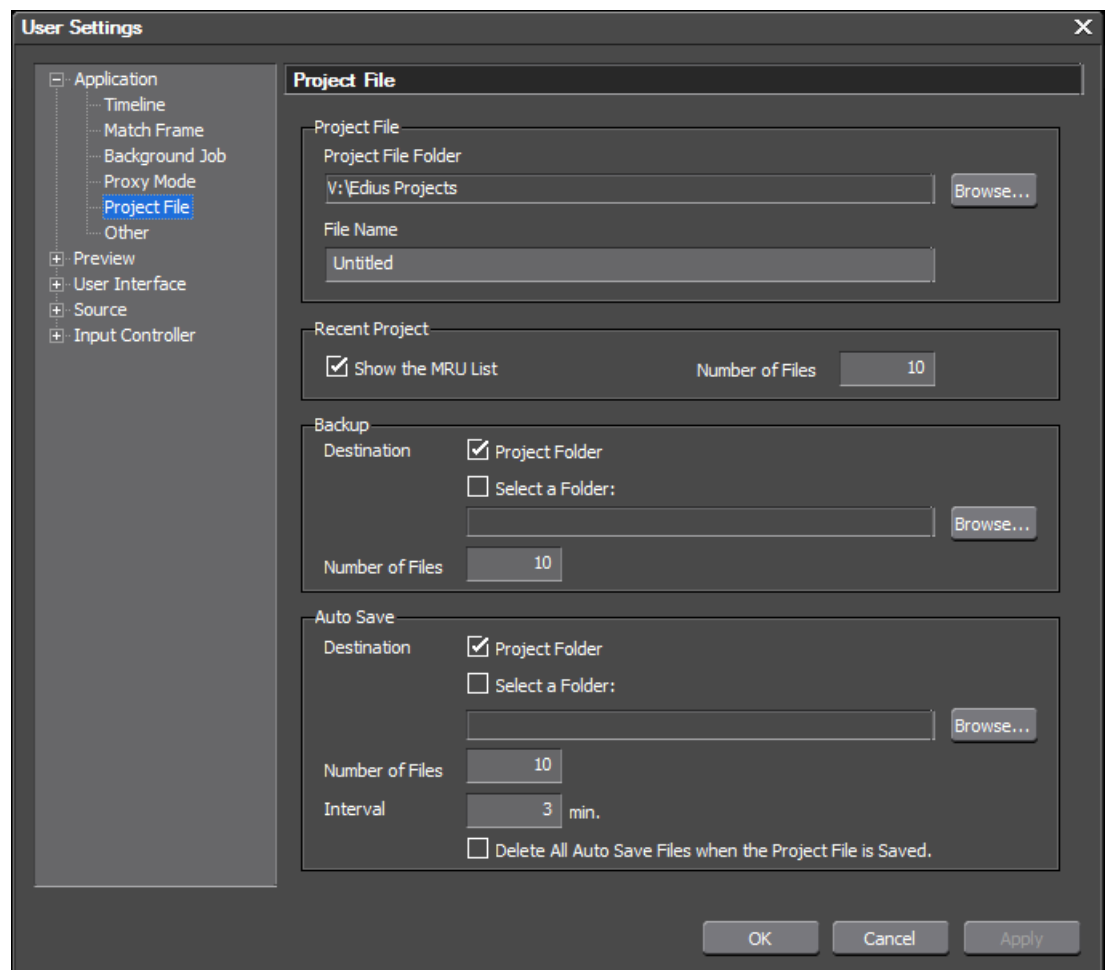 User Settings
Application
Timeline
Match Frame
Background Job
Proxy Mode
Project File
Other
Preview
User Interface
Source
Input Controller
Project File
Project File
Project File Folder
V:\Edius Projects
Browse...
File Name
Untitled
Recent Project
Show the MRU List
Number of Files
10
Backup
Destination
Project Folder
Select a Folder:
Browse...
Number of Files
10
Auto Save
Destination
Project Folder
Select a Folder:
Browse...
Number of Files
10
Interval
3 min.
Delete All Auto Save Files when the Project File is Saved.
OK
Cancel
Apply